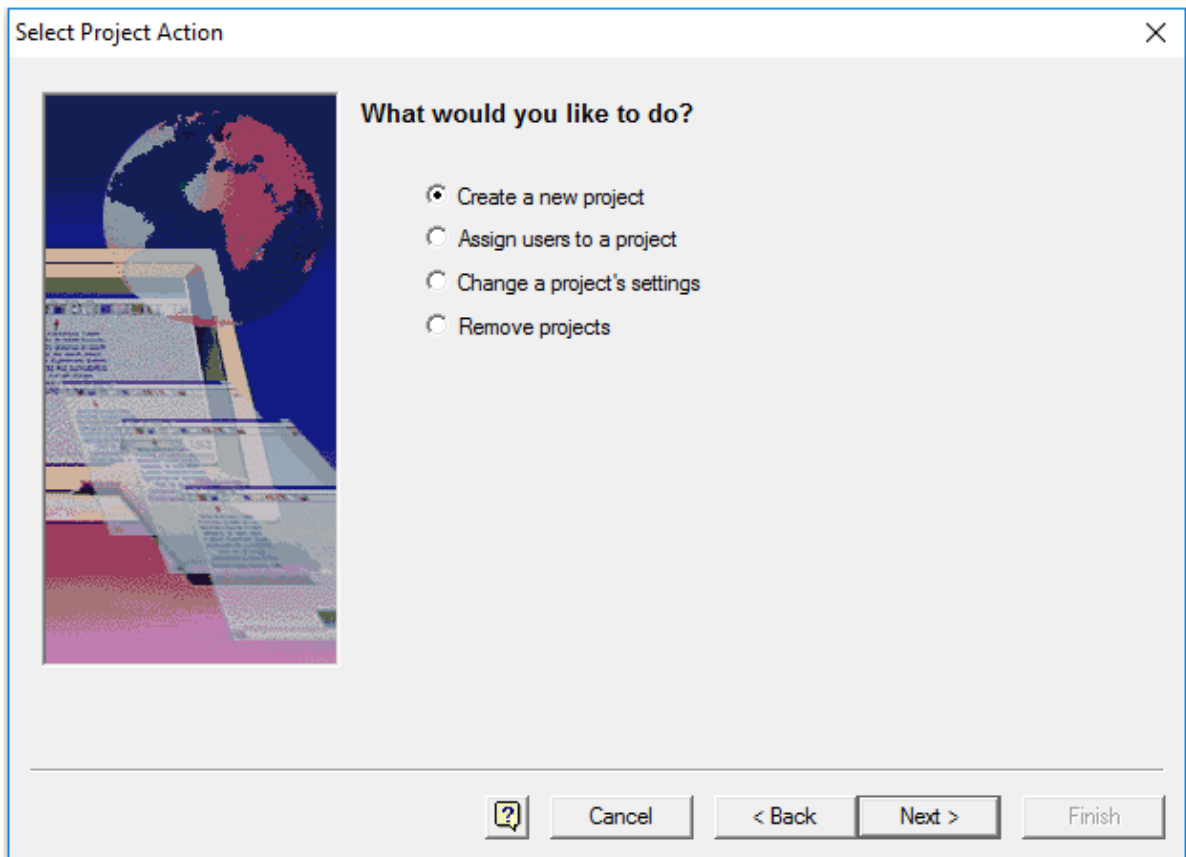 Select Project Action
What would you like to do?
Create a new project
Assign users to a project
Change a project's settings
Remove projects
Cancel
< Back
Next >
Finish